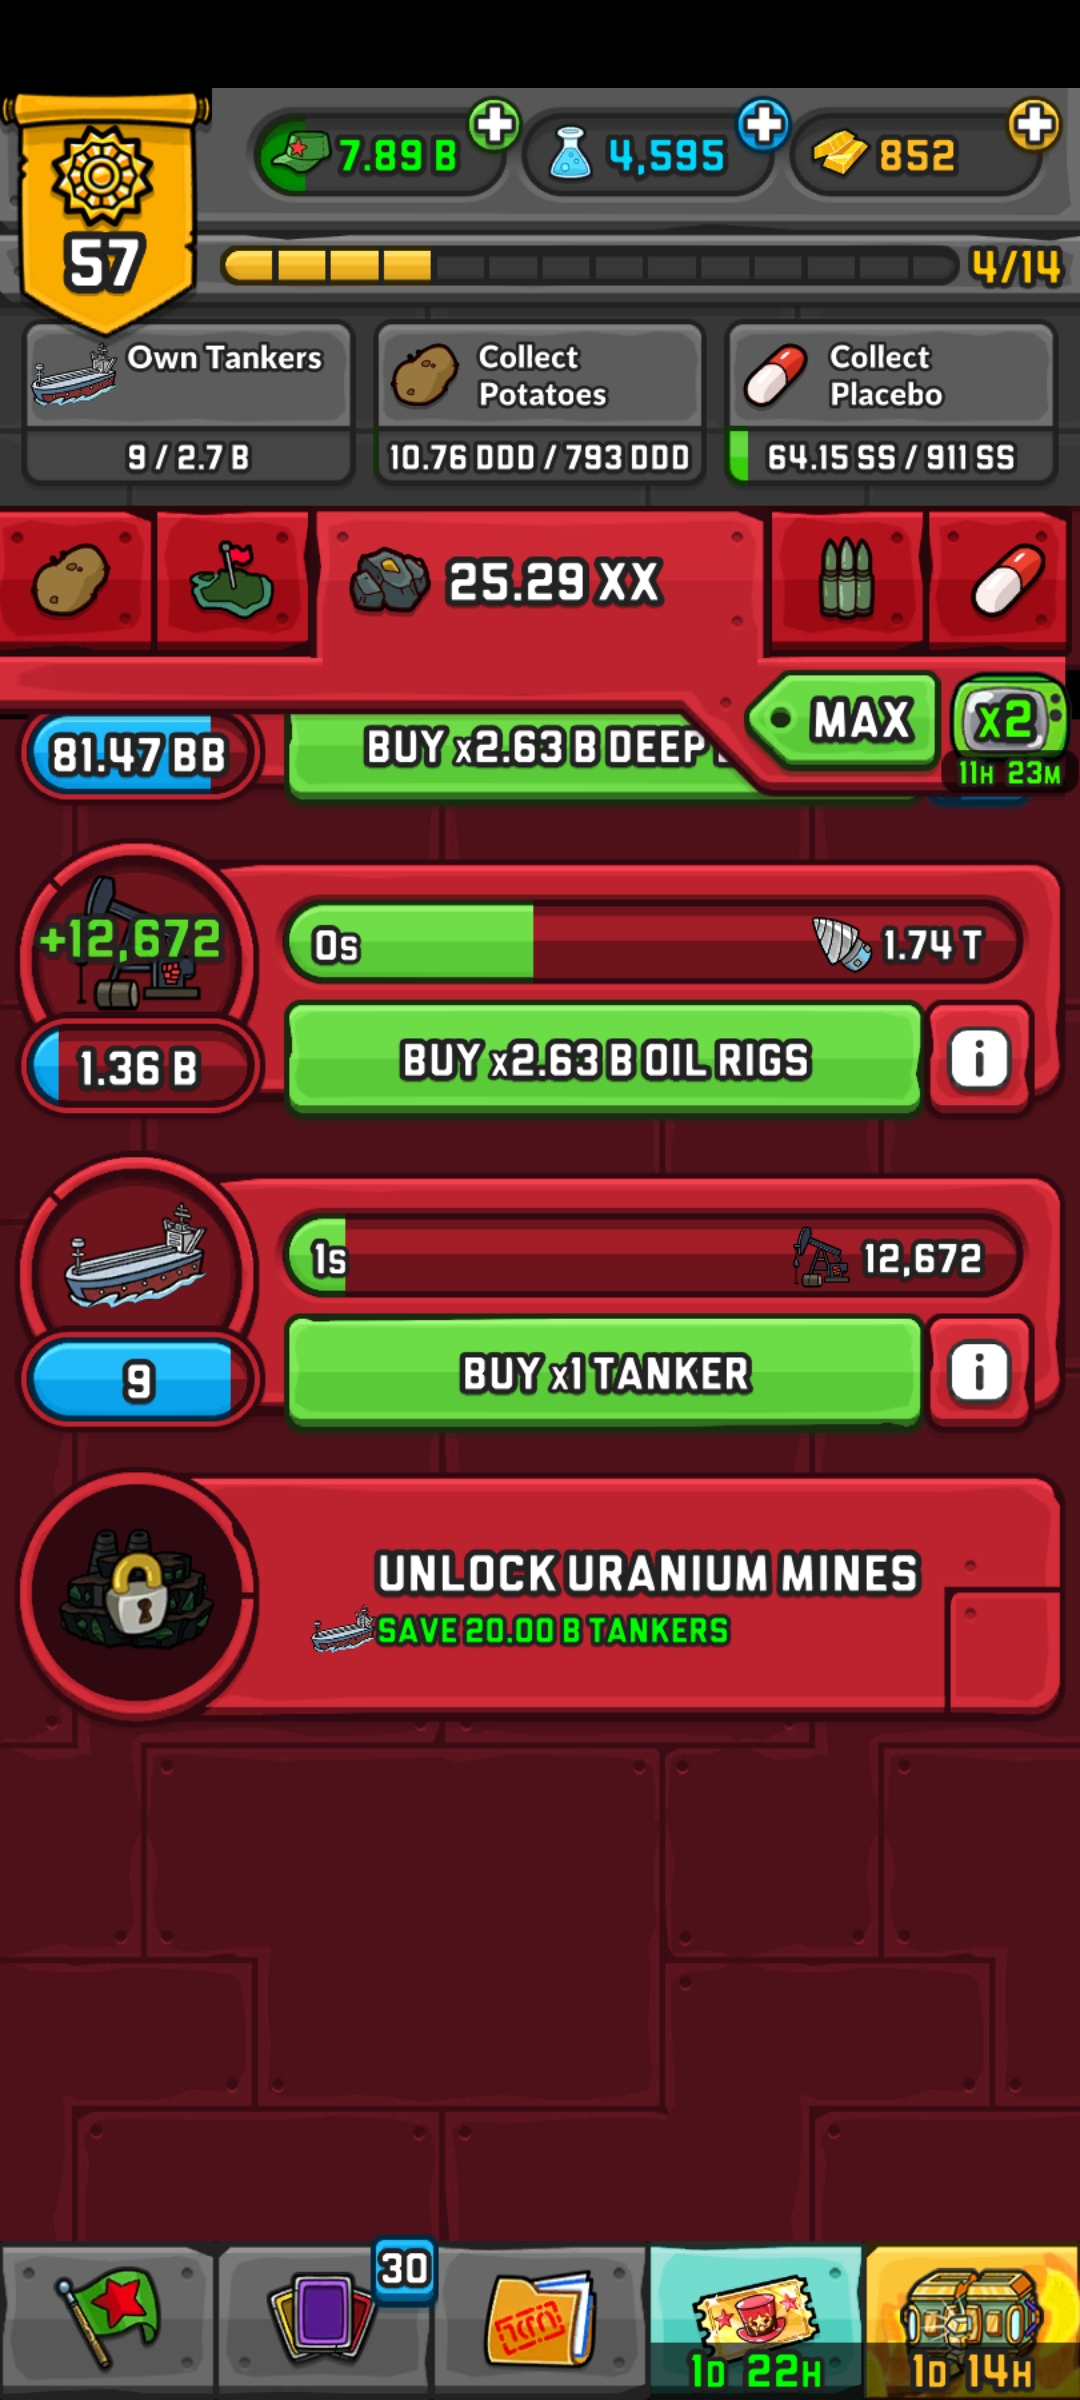 7.89 B
4,595
852
57
4/14
Own Tankers
9 / 2.7 B
Collect
Potatoes
10.76 DDD / 793 DDD
Collect
Placebo
64.15 SS / 911 SS
25.29 XX
MAX
x2
11H 23M
81.47 BB
BUY x2.63 B DEEP
+12,672
0s
1.74 T
1.36 B
BUY x2.63 B OIL RIGS
i
1s
12,672
9
BUY x1 TANKER
i
UNLOCK URANIUM MINES
SAVE 20.00 B TANKERS
30
1D 22H
1D 14H